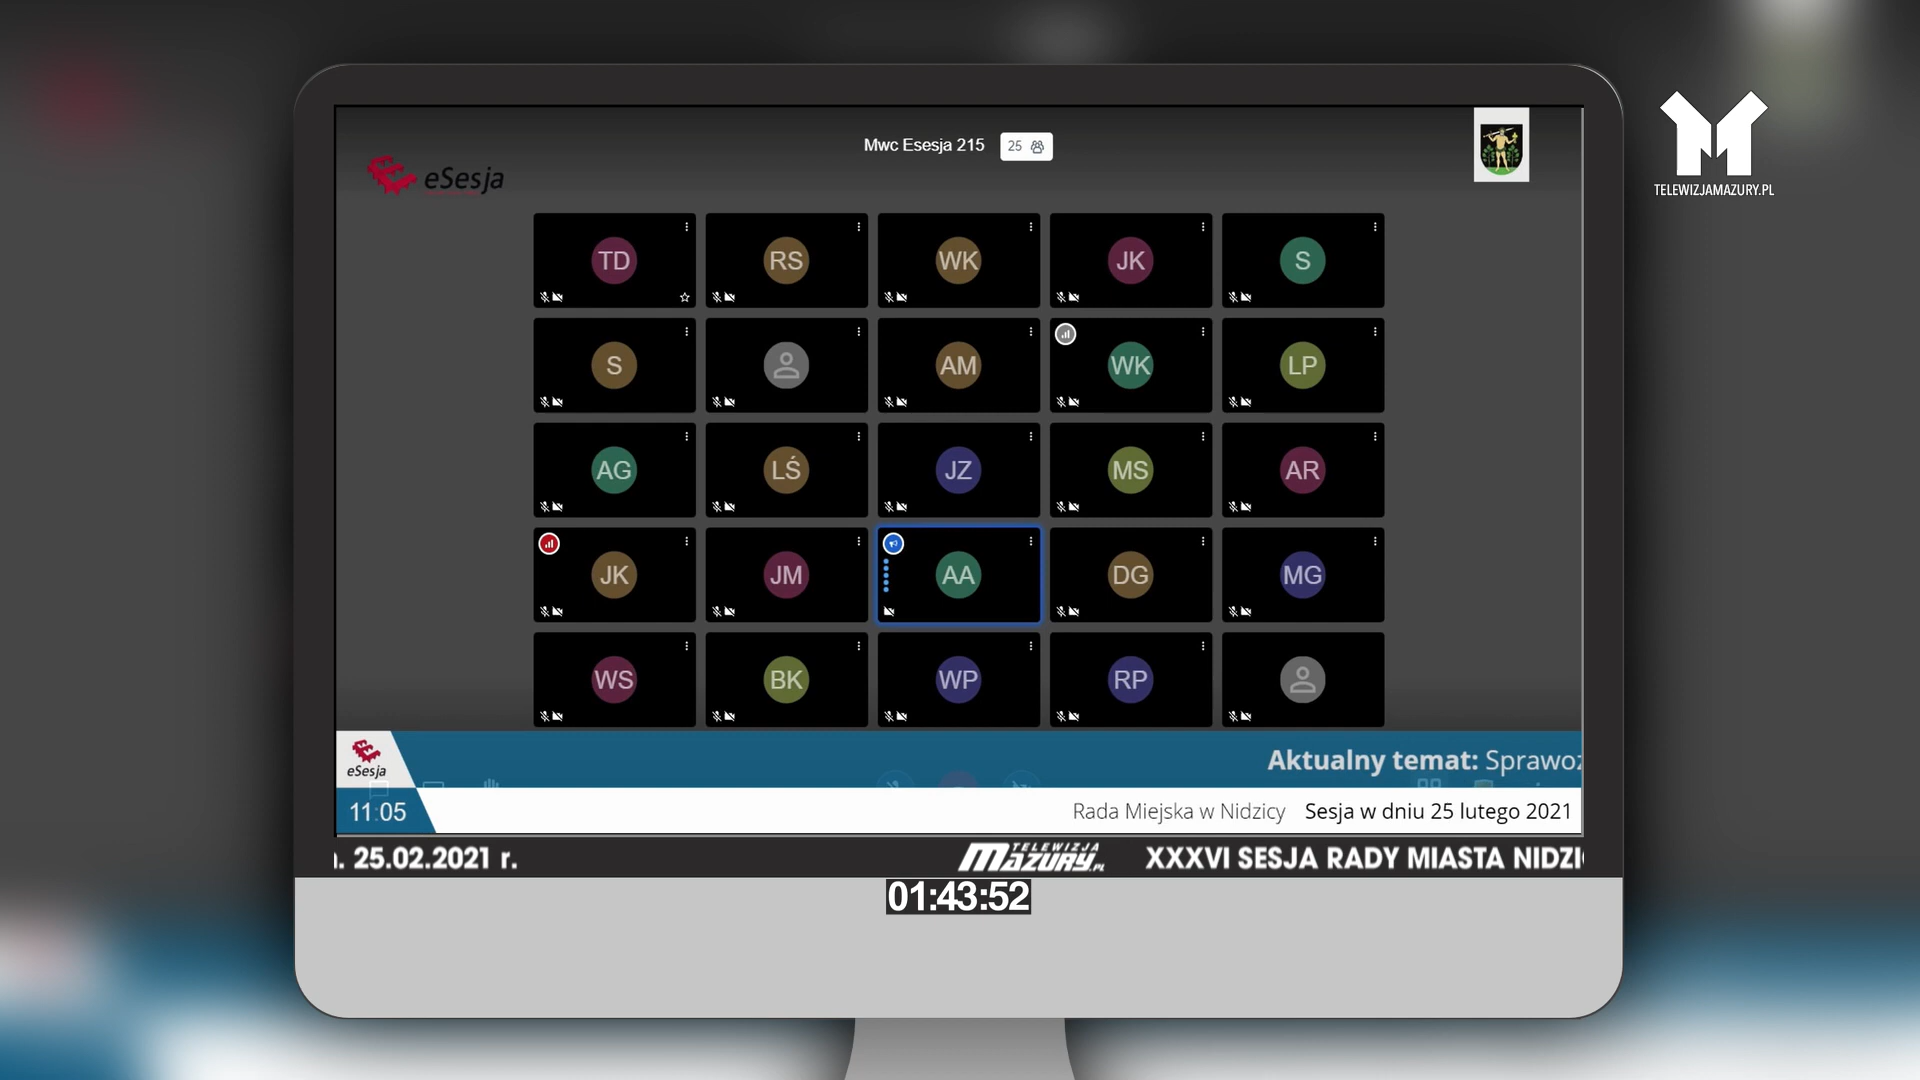 Mwc Esesja 215 25
eSesja
TELEWIZJAMAZURY.PL
TD RS WK JK S
S AM WK LP
AG LŚ JZ MS AR
JK JM AA DG MG
WS BK WP RP
eSesja
Aktualny temat: Sprawoz
11:05
Rada Miejska w Nidzicy Sesja w dniu 25 lutego 2021
. 25.02.2021 r. TELEWIZJA MAZURY.PL XXXVI SESJA RADY MIASTA NIDZI
01:43:52